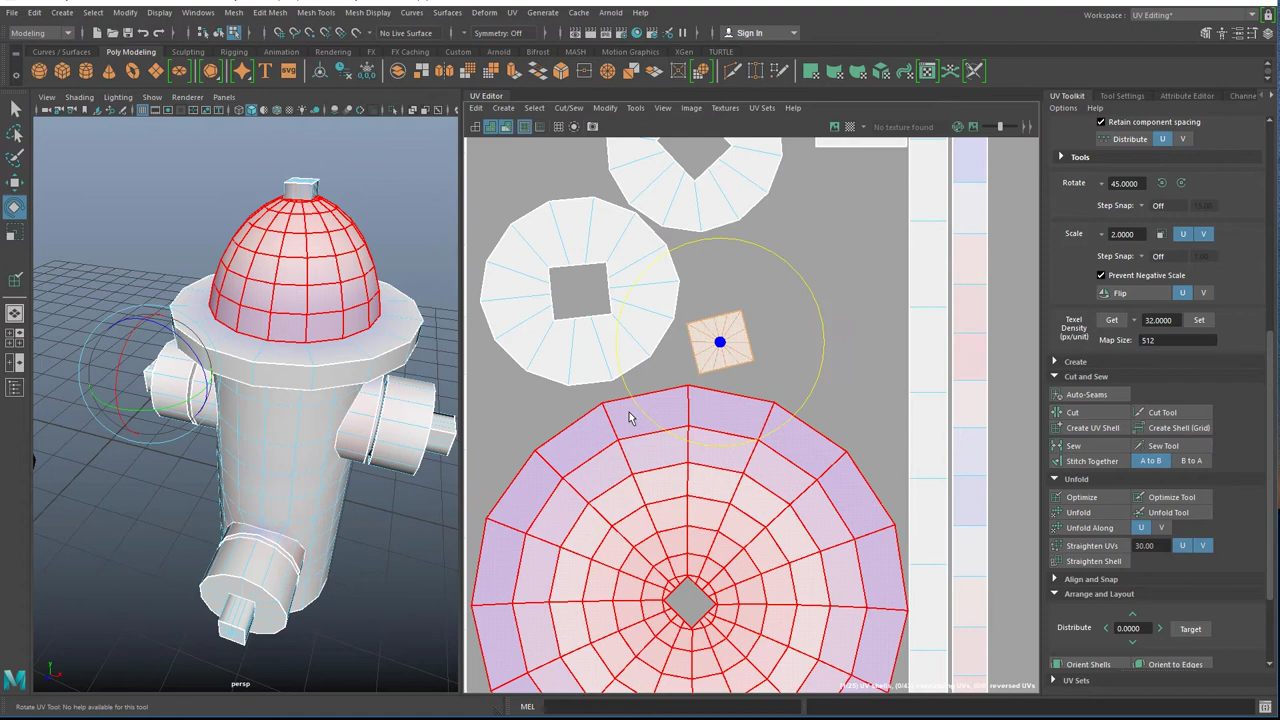 File Edit Create Select Modify Display Windows Mesh Edit Mesh Mesh Tools Mesh Display Curves Surfaces Deform UV Generate Cache Arnold Help
Workspace : UV Editing*
Modeling
No Live Surface
Symmetry: Off
Sign In
Curves / Surfaces Poly Modeling Sculpting Rigging Animation Rendering FX FX Caching Custom Arnold Bifrost MASH Motion Graphics XGen TURTLE
UV Editor
UV Toolkit Tool Settings Attribute Editor Channe
View Shading Lighting Show Renderer Panels
Edit Create Select Cut/Sew Modify Tools View Image Textures UV Sets Help
Options Help
No texture found
Retain component spacing
Distribute U V
Tools
Rotate 45.0000
Step Snap: Off
Scale 2.0000 U V
Step Snap: Off
Prevent Negative Scale
Flip U V
Texel Density (px/unit) Get 32.0000 Set
Map Size: 512
Create
Cut and Sew
Auto-Seams
Cut Cut Tool
Create UV Shell Create Shell (Grid)
Sew Sew Tool
Stitch Together A to B B to A
Unfold
Optimize Optimize Tool
Unfold Unfold Tool
Unfold Along U V
Straighten UVs 30.00 U V
Straighten Shell
Align and Snap
Arrange and Layout
Distribute 0.0000 Target
Orient Shells Orient to Edges
UV Sets
persp
Rotate UV Tool: No help available for this tool
MEL